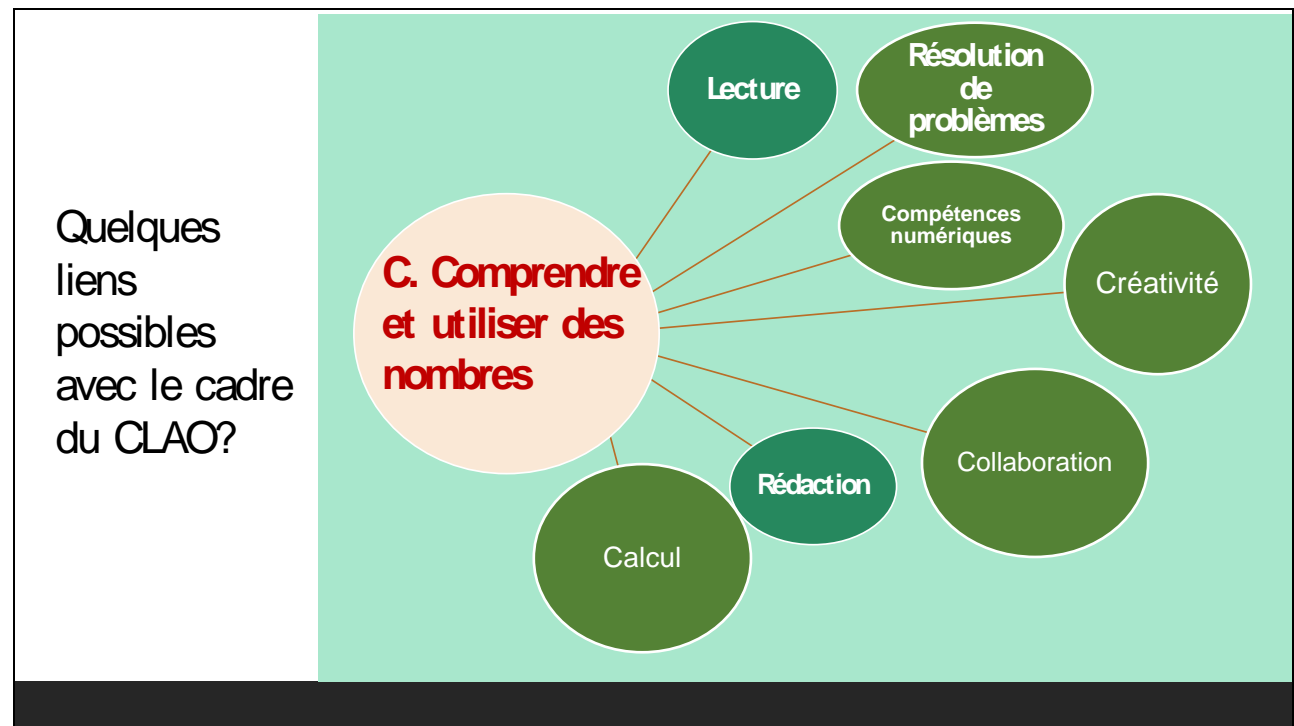 Quelques
liens
possibles
avec le cadre
du CLAO?
C. Comprendre
et utiliser des
nombres
Lecture
Résolution
de
problèmes
Compétences
numériques
Créativité
Collaboration
Rédaction
Calcul